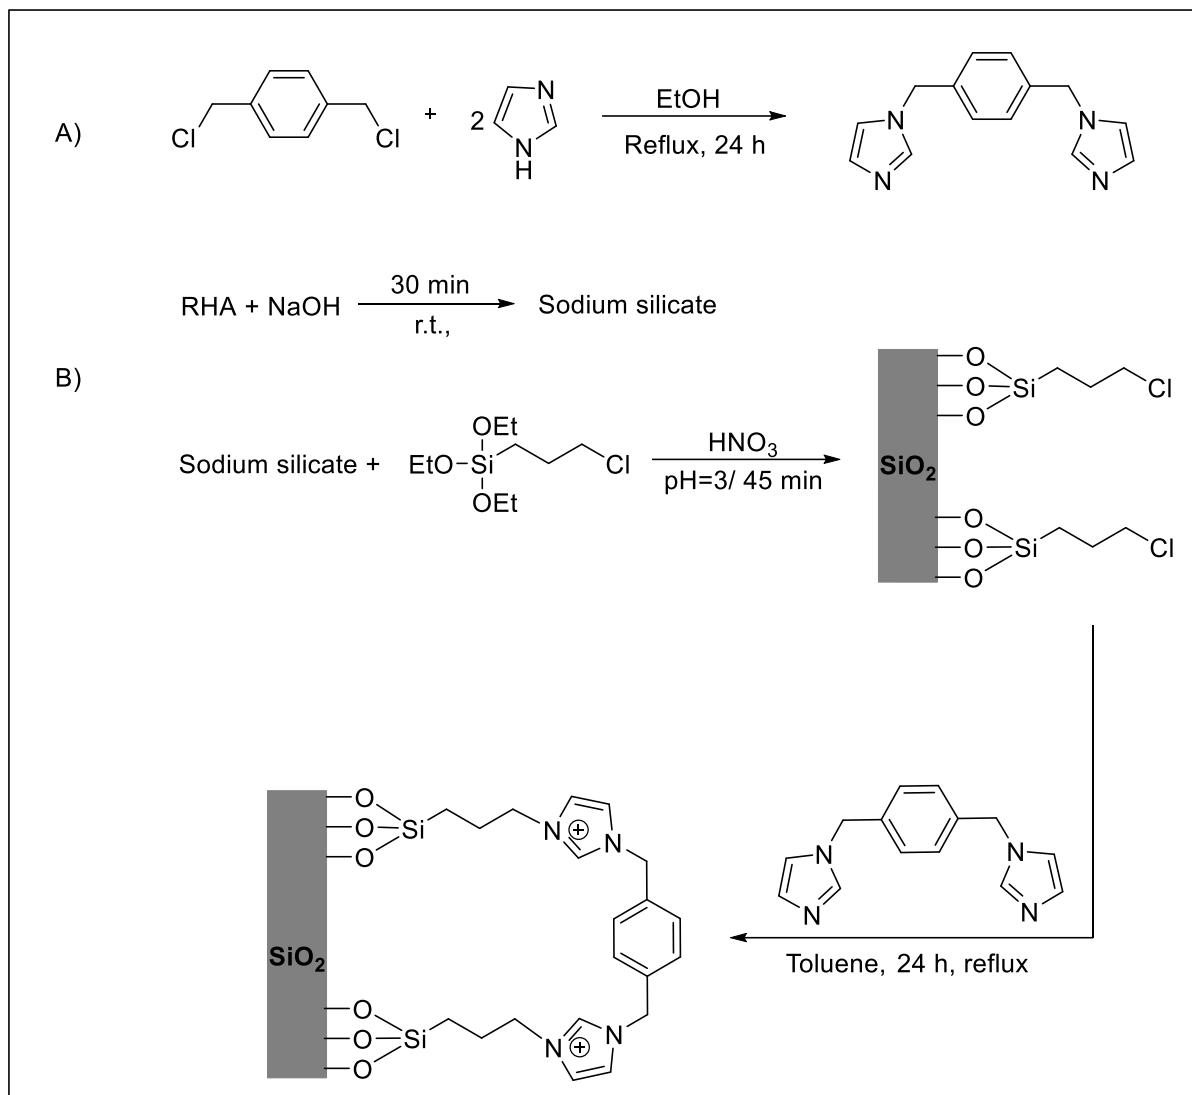 A)
Cl
Cl
+
2
N
N
H
EtOH
Reflux, 24 h
N
N
N
N
B)
RHA + NaOH
30 min
r.t.,
Sodium silicate
Sodium silicate +
OEt
EtO
Si
OEt
Cl
HNO3
pH=3/ 45 min
SiO2
O
O
O
Si
Cl
O
O
O
Si
Cl
N
N
N
N
Toluene, 24 h, reflux
SiO2
O
O
O
Si
N
+
N
O
O
O
Si
N
+
N